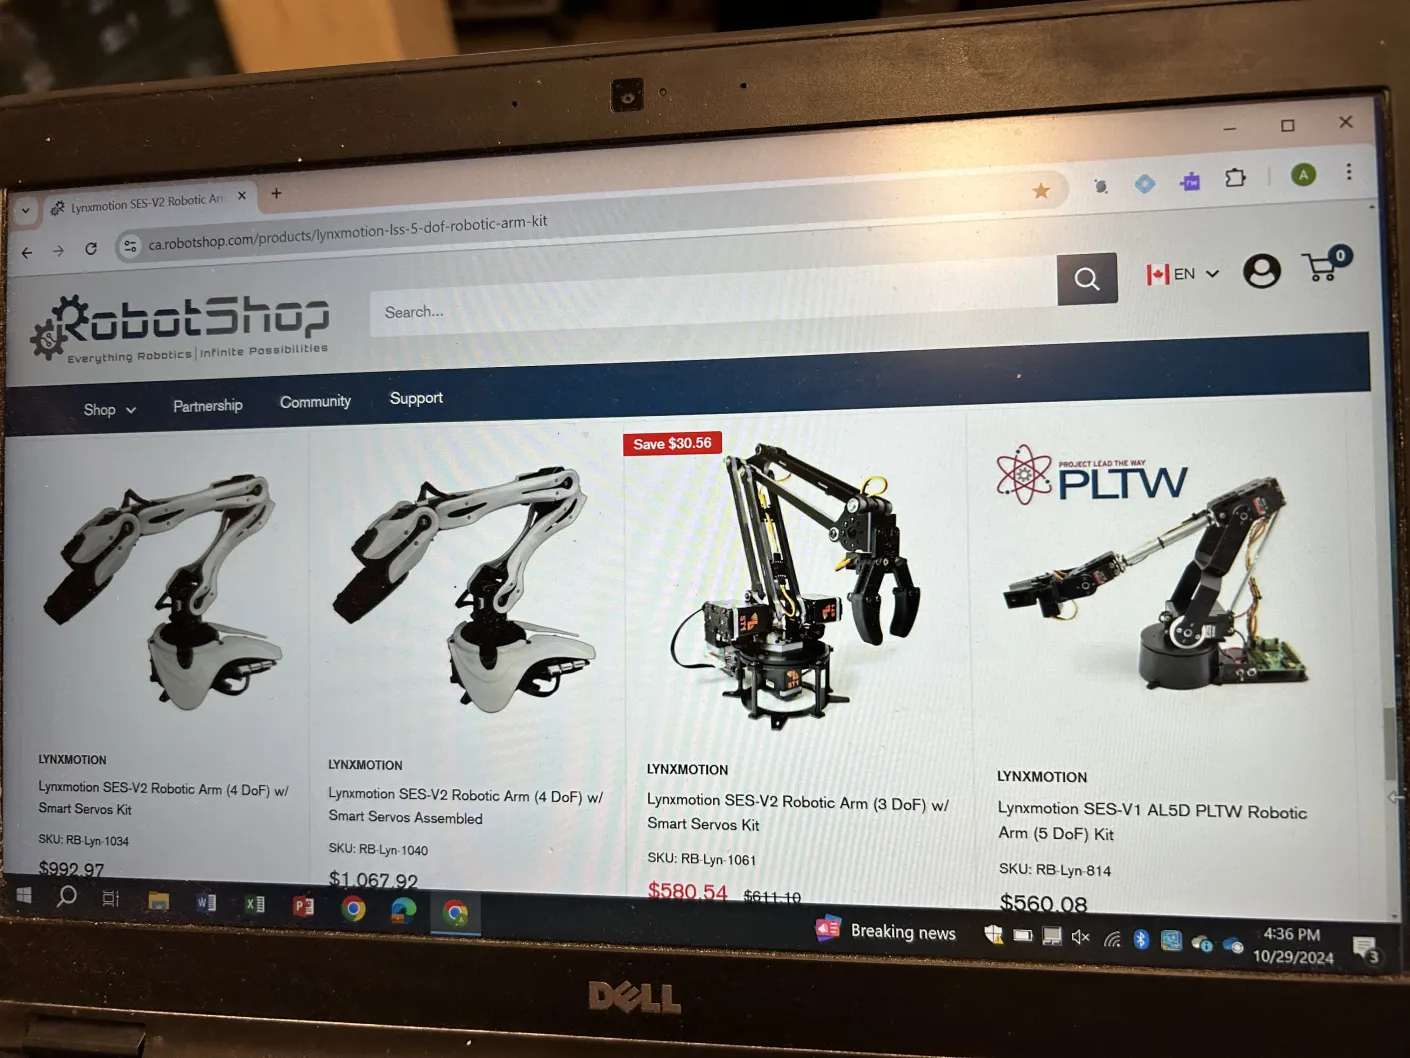 Lynxmotion SES-V2 Robotic Arm
ca.robotshop.com/products/lynxmotion-lss-5-dof-robotic-arm-kit
A
RobotShop
Everything Robotics | Infinite Possibilities
Search...
EN
0
Shop
Partnership
Community
Support
LYNXMOTION
Lynxmotion SES-V2 Robotic Arm (4 DoF) w/
Smart Servos Kit
SKU: RB-Lyn-1034
$992.97
LYNXMOTION
Lynxmotion SES-V2 Robotic Arm (4 DoF) w/
Smart Servos Assembled
SKU: RB-Lyn-1040
$1,067.92
Save $30.56
LYNXMOTION
Lynxmotion SES-V2 Robotic Arm (3 DoF) w/
Smart Servos Kit
SKU: RB-Lyn-1061
$580.54 $611.10
PROJECT LEAD THE WAY
PLTW
LYNXMOTION
Lynxmotion SES-V1 AL5D PLTW Robotic
Arm (5 DoF) Kit
SKU: RB-Lyn-814
$560.08
Breaking news
4:36 PM
10/29/2024
3
DELL